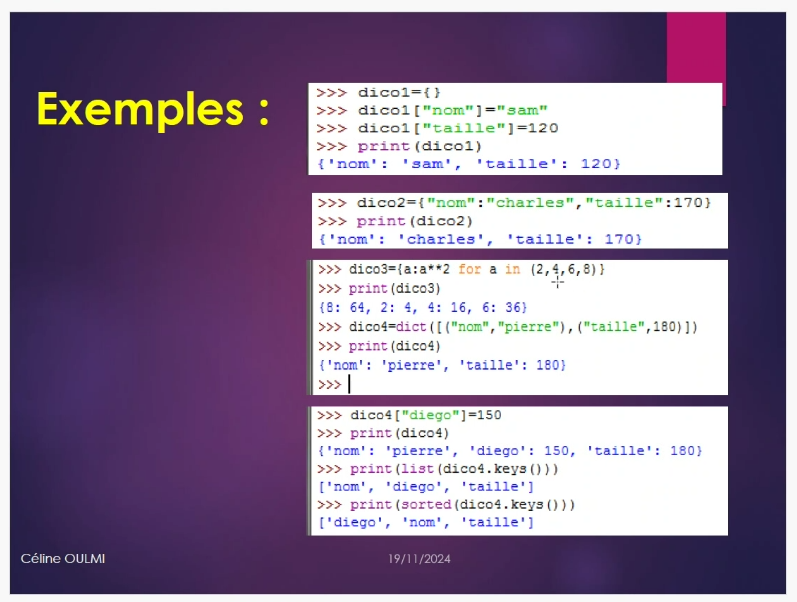 Exemples :
>>> dico1={}
>>> dico1["nom"]="sam"
>>> dico1["taille"]=120
>>> print(dico1)
{'nom': 'sam', 'taille': 120}
>>> dico2={"nom":"charles","taille":170}
>>> print(dico2)
{'nom': 'charles', 'taille': 170}
>>> dico3={a:a**2 for a in (2,4,6,8)}
>>> print(dico3)
{8: 64, 2: 4, 4: 16, 6: 36}
>>> dico4=dict([("nom","pierre"),("taille",180)])
>>> print(dico4)
{'nom': 'pierre', 'taille': 180}
>>>
>>> dico4["diego"]=150
>>> print(dico4)
{'nom': 'pierre', 'diego': 150, 'taille': 180}
>>> print(list(dico4.keys()))
['nom', 'diego', 'taille']
>>> print(sorted(dico4.keys()))
['diego', 'nom', 'taille']
Céline OULMI
19/11/2024